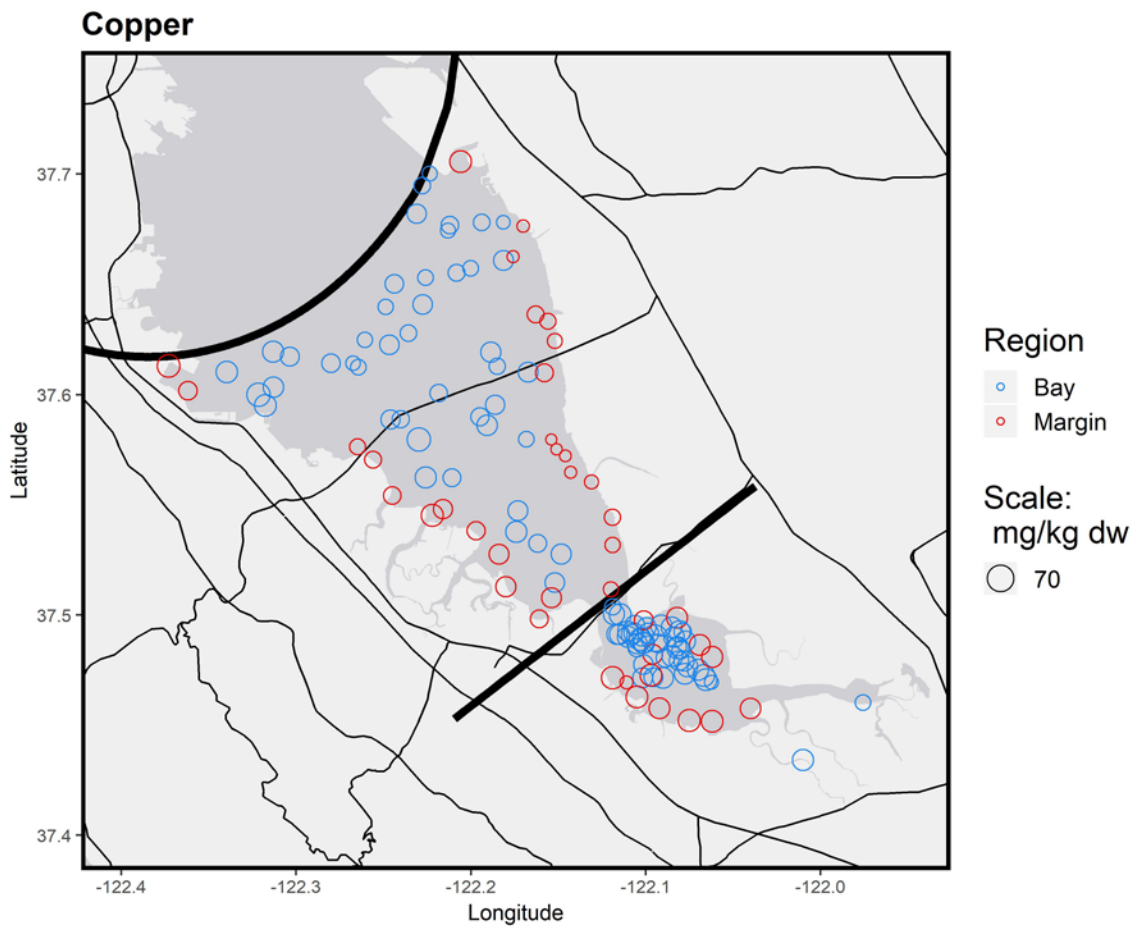 Copper
37.7
37.6
37.5
37.4
Latitude
-122.4
-122.3
-122.2
-122.1
-122.0
Longitude
Region
Bay
Margin
Scale:
mg/kg dw
70